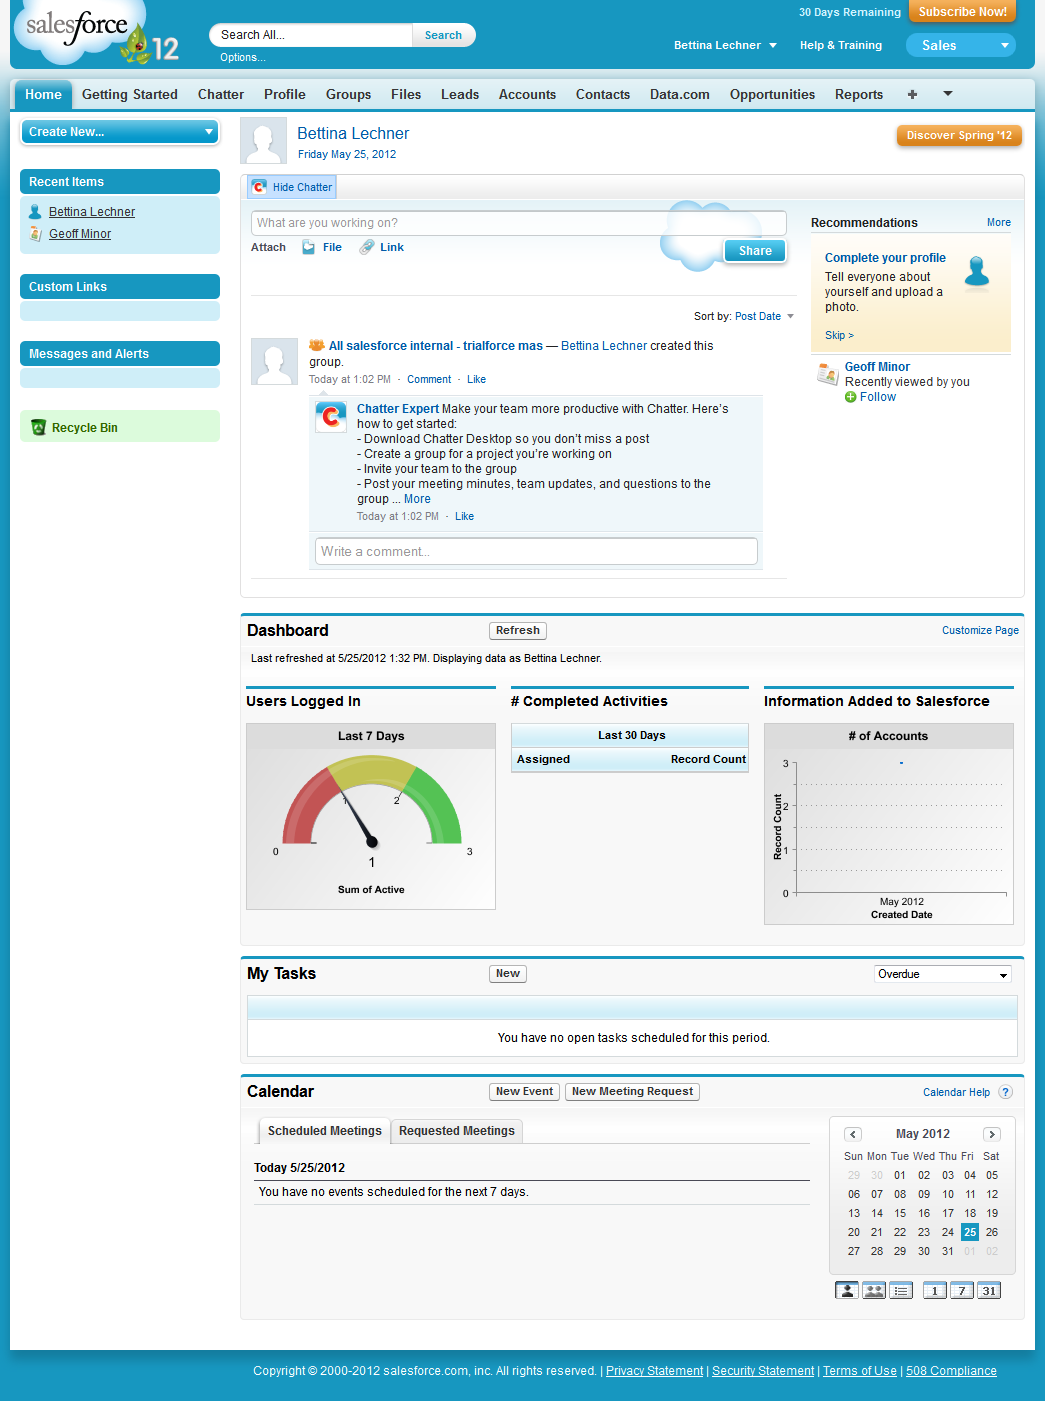 salesforce 12
30 Days Remaining Subscribe Now!
Search All... Search
Options...
Bettina Lechner Help & Training Sales
Home Getting Started Chatter Profile Groups Files Leads Accounts Contacts Data.com Opportunities Reports +
Create New...
Recent Items
Bettina Lechner
Geoff Minor
Custom Links
Messages and Alerts
Recycle Bin
Bettina Lechner
Friday May 25, 2012
Discover Spring '12
Hide Chatter
What are you working on?
Attach File Link
Share
Sort by: Post Date
All salesforce internal - trialforce mas — Bettina Lechner created this
group.
Today at 1:02 PM · Comment · Like
Chatter Expert Make your team more productive with Chatter. Here's
how to get started:
- Download Chatter Desktop so you don't miss a post
- Create a group for a project you're working on
- Invite your team to the group
- Post your meeting minutes, team updates, and questions to the
group ... More
Today at 1:02 PM · Like
Write a comment...
Recommendations More
Complete your profile
Tell everyone about
yourself and upload a
photo.
Skip >
Geoff Minor
Recently viewed by you
Follow
Dashboard Refresh Customize Page
Last refreshed at 5/25/2012 1:32 PM. Displaying data as Bettina Lechner.
Users Logged In
Last 7 Days
1 2
0 3
1
Sum of Active
# Completed Activities
Last 30 Days
Assigned Record Count
Information Added to Salesforce
# of Accounts
3
2
1
0
Record Count
May 2012
Created Date
My Tasks New Overdue
You have no open tasks scheduled for this period.
Calendar New Event New Meeting Request Calendar Help ?
Scheduled Meetings Requested Meetings
Today 5/25/2012
You have no events scheduled for the next 7 days.
< May 2012 >
Sun Mon Tue Wed Thu Fri Sat
29 30 01 02 03 04 05
06 07 08 09 10 11 12
13 14 15 16 17 18 19
20 21 22 23 24 25 26
27 28 29 30 31 01 02
1 7 31
Copyright © 2000-2012 salesforce.com, inc. All rights reserved. | Privacy Statement | Security Statement | Terms of Use | 508 Compliance